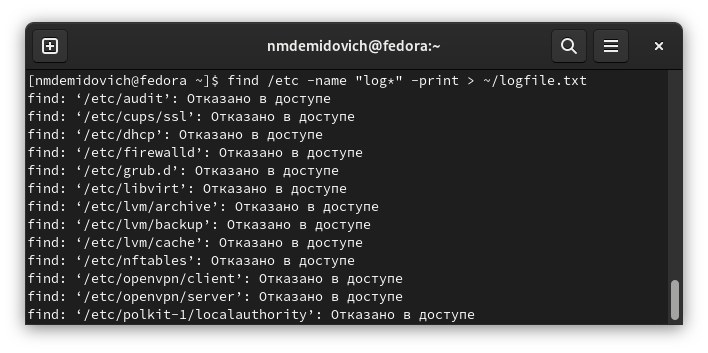 nmdemidovich@fedora:~
[nmdemidovich@fedora ~]$ find /etc -name "log*" -print > ~/logfile.txt
find: ‘/etc/audit’: Отказано в доступе
find: ‘/etc/cups/ssl’: Отказано в доступе
find: ‘/etc/dhcp’: Отказано в доступе
find: ‘/etc/firewalld’: Отказано в доступе
find: ‘/etc/grub.d’: Отказано в доступе
find: ‘/etc/libvirt’: Отказано в доступе
find: ‘/etc/lvm/archive’: Отказано в доступе
find: ‘/etc/lvm/backup’: Отказано в доступе
find: ‘/etc/lvm/cache’: Отказано в доступе
find: ‘/etc/nftables’: Отказано в доступе
find: ‘/etc/openvpn/client’: Отказано в доступе
find: ‘/etc/openvpn/server’: Отказано в доступе
find: ‘/etc/polkit-1/localauthority’: Отказано в доступе